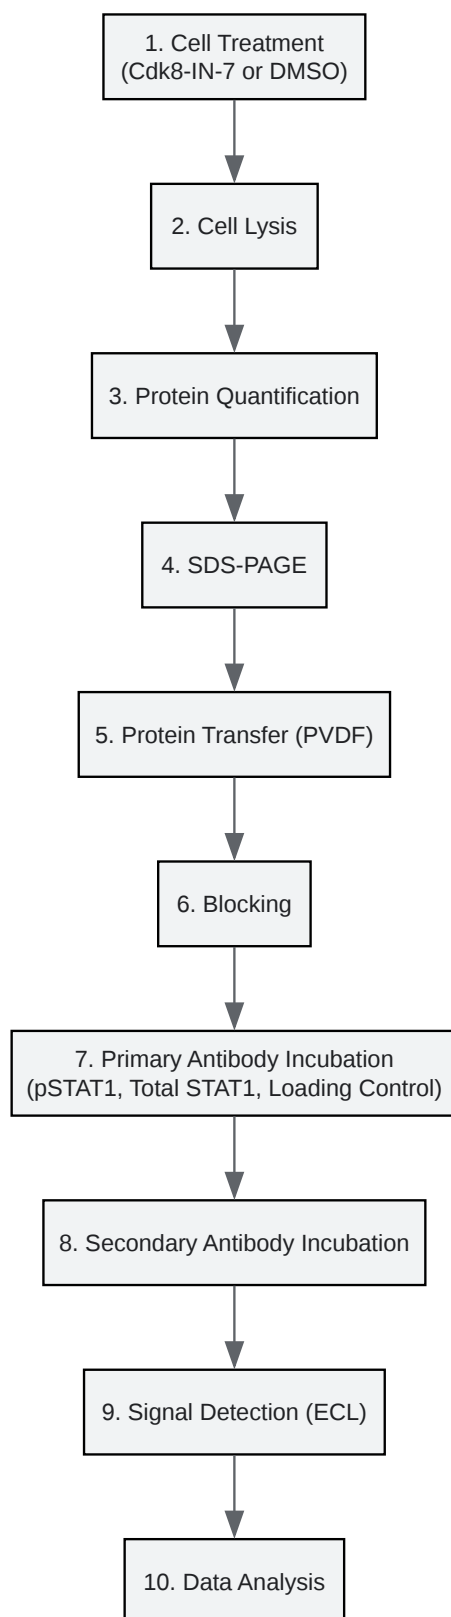 1. Cell Treatment
(Cdk8-IN-7 or DMSO)
2. Cell Lysis
3. Protein Quantification
4. SDS-PAGE
5. Protein Transfer (PVDF)
6. Blocking
7. Primary Antibody Incubation
(pSTAT1, Total STAT1, Loading Control)
8. Secondary Antibody Incubation
9. Signal Detection (ECL)
10. Data Analysis